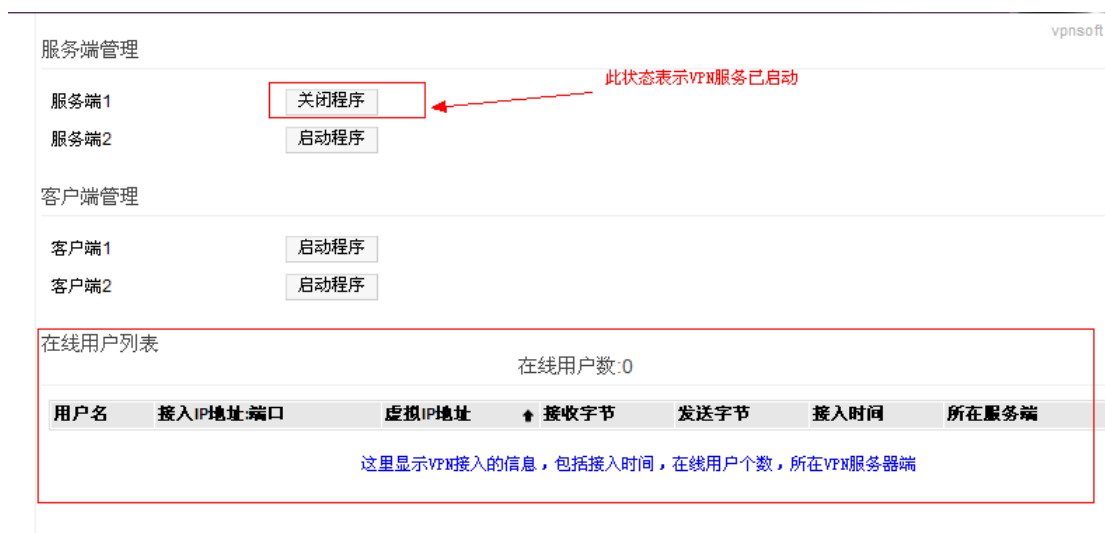 vpnsoft
服务端管理
此状态表示VPN服务已启动
服务端1 关闭程序
服务端2 启动程序
客户端管理
客户端1 启动程序
客户端2 启动程序
在线用户列表
在线用户数:0
用户名 接入IP地址:端口 虚拟IP地址 接收字节 发送字节 接入时间 所在服务端
这里显示VPN接入的信息，包括接入时间，在线用户个数，所在VPN服务器端